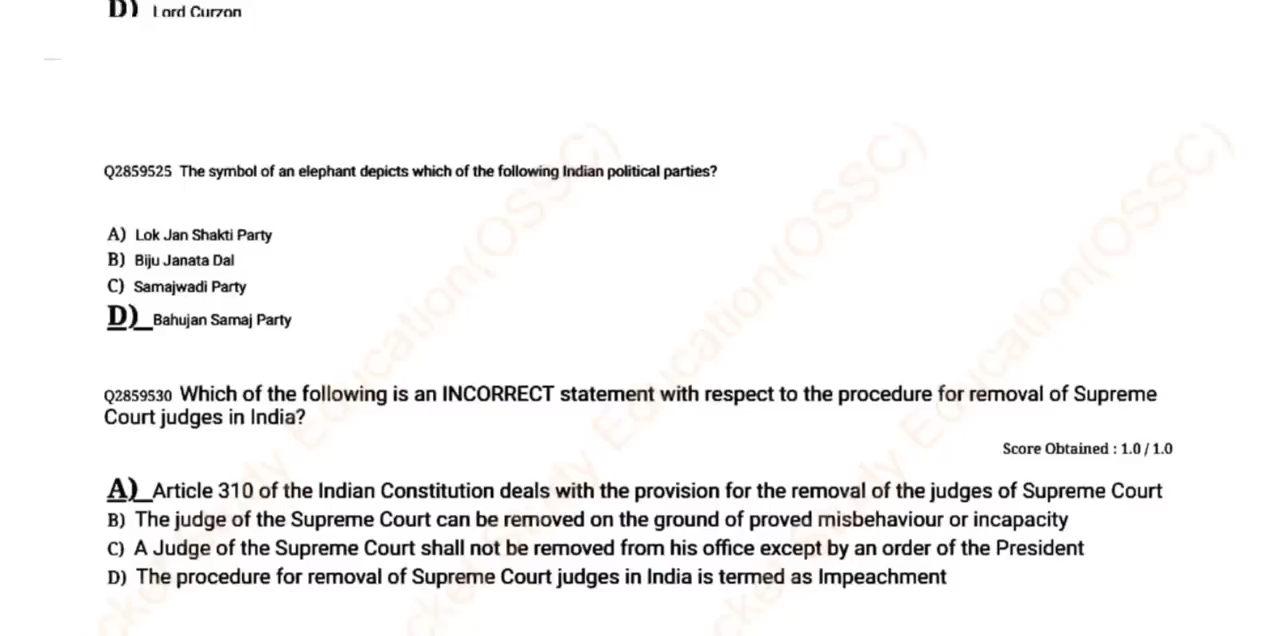 D) Lord Curzon
Q2859525 The symbol of an elephant depicts which of the following Indian political parties?
A) Lok Jan Shakti Party
B) Biju Janata Dal
C) Samajwadi Party
D) Bahujan Samaj Party
Q2859530 Which of the following is an INCORRECT statement with respect to the procedure for removal of Supreme
Court judges in India?
Score Obtained : 1.0 / 1.0
A) Article 310 of the Indian Constitution deals with the provision for the removal of the judges of Supreme Court
B) The judge of the Supreme Court can be removed on the ground of proved misbehaviour or incapacity
C) A Judge of the Supreme Court shall not be removed from his office except by an order of the President
D) The procedure for removal of Supreme Court judges in India is termed as Impeachment
Education(OSSC)
Education(OSSC)
Education(OSSC)